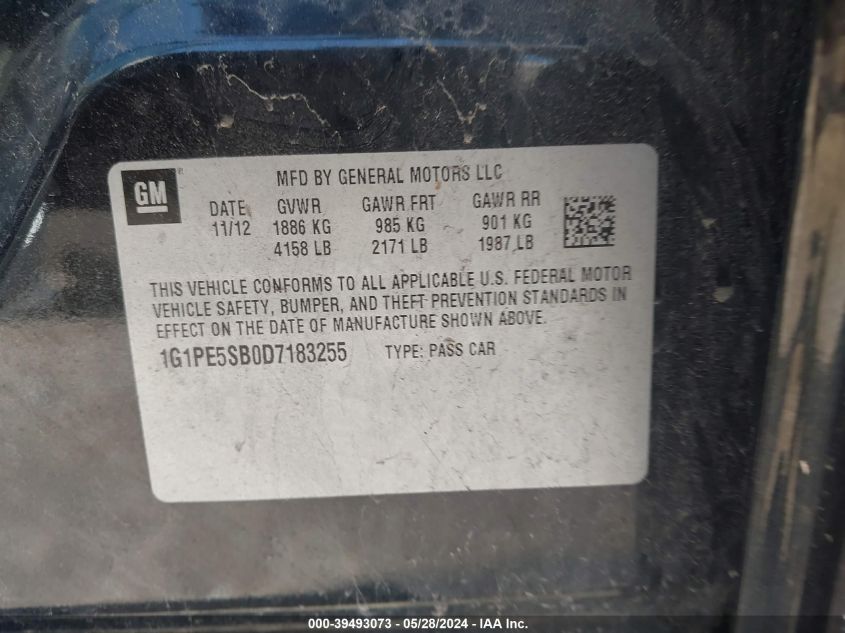 GM ®
MFD BY GENERAL MOTORS LLC
DATE GVWR GAWR FRT GAWR RR
11/12 1886 KG 985 KG 901 KG
4158 LB 2171 LB 1987 LB
THIS VEHICLE CONFORMS TO ALL APPLICABLE U.S. FEDERAL MOTOR
VEHICLE SAFETY, BUMPER, AND THEFT PREVENTION STANDARDS IN
EFFECT ON THE DATE OF MANUFACTURE SHOWN ABOVE.
1G1PE5SB0D7183255 TYPE: PASS CAR
000-39493073 - 05/28/2024 - IAA Inc.